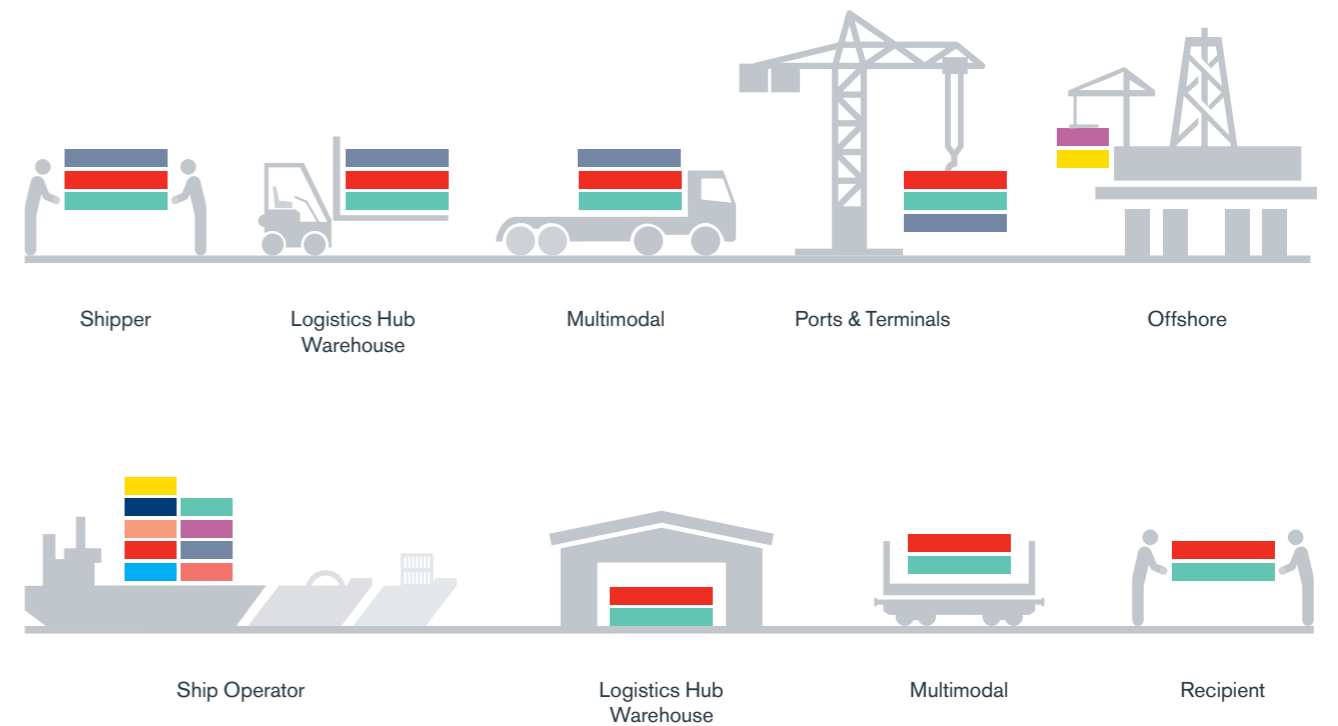 Shipper
Logistics Hub
Warehouse
Multimodal
Ports & Terminals
Offshore
Ship Operator
Logistics Hub
Warehouse
Multimodal
Recipient